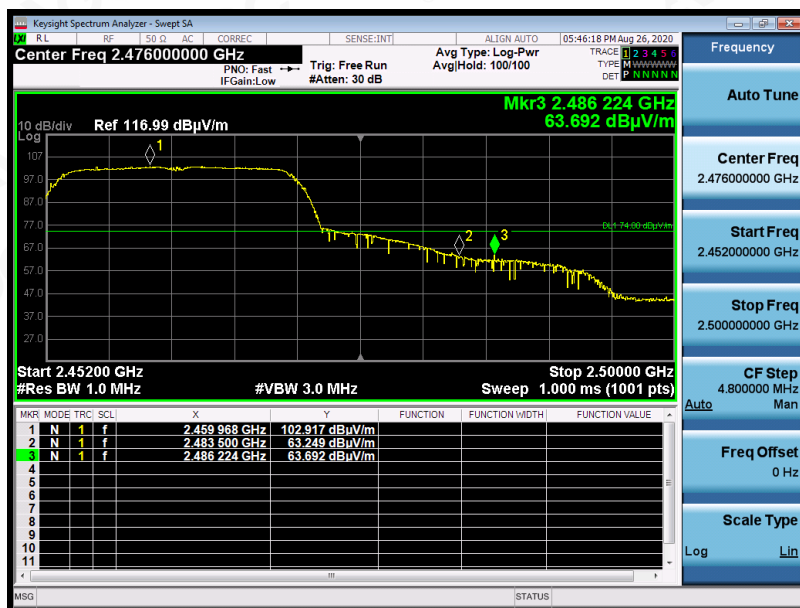 Keysight Spectrum Analyzer - Swept SA
LXI RL RF 50 Ω AC CORREC SENSE:INT ALIGN AUTO 05:46:18 PM Aug 26, 2020
Center Freq 2.476000000 GHz
PNO: Fast
IFGain:Low
Trig: Free Run
#Atten: 30 dB
Avg Type: Log-Pwr
Avg|Hold: 100/100
TRACE 1 2 3 4 5 6
TYPE M W W W W W
DET P N N N N N
Mkr3 2.486 224 GHz
63.692 dBµV/m
10 dB/div Ref 116.99 dBµV/m
Log
107
97.0
87.0
77.0
67.0
57.0
47.0
37.0
27.0
1
2
3
DL1 74.00 dBµV/m
Start 2.45200 GHz Stop 2.50000 GHz
#Res BW 1.0 MHz #VBW 3.0 MHz Sweep 1.000 ms (1001 pts)
MKR MODE TRC SCL X Y FUNCTION FUNCTION WIDTH FUNCTION VALUE
1 N 1 f 2.459 968 GHz 102.917 dBµV/m
2 N 1 f 2.483 500 GHz 63.249 dBµV/m
3 N 1 f 2.486 224 GHz 63.692 dBµV/m
4
5
6
7
8
9
10
11
MSG STATUS
Frequency
Auto Tune
Center Freq
2.476000000 GHz
Start Freq
2.452000000 GHz
Stop Freq
2.500000000 GHz
CF Step
4.800000 MHz
Auto Man
Freq Offset
0 Hz
Scale Type
Log Lin